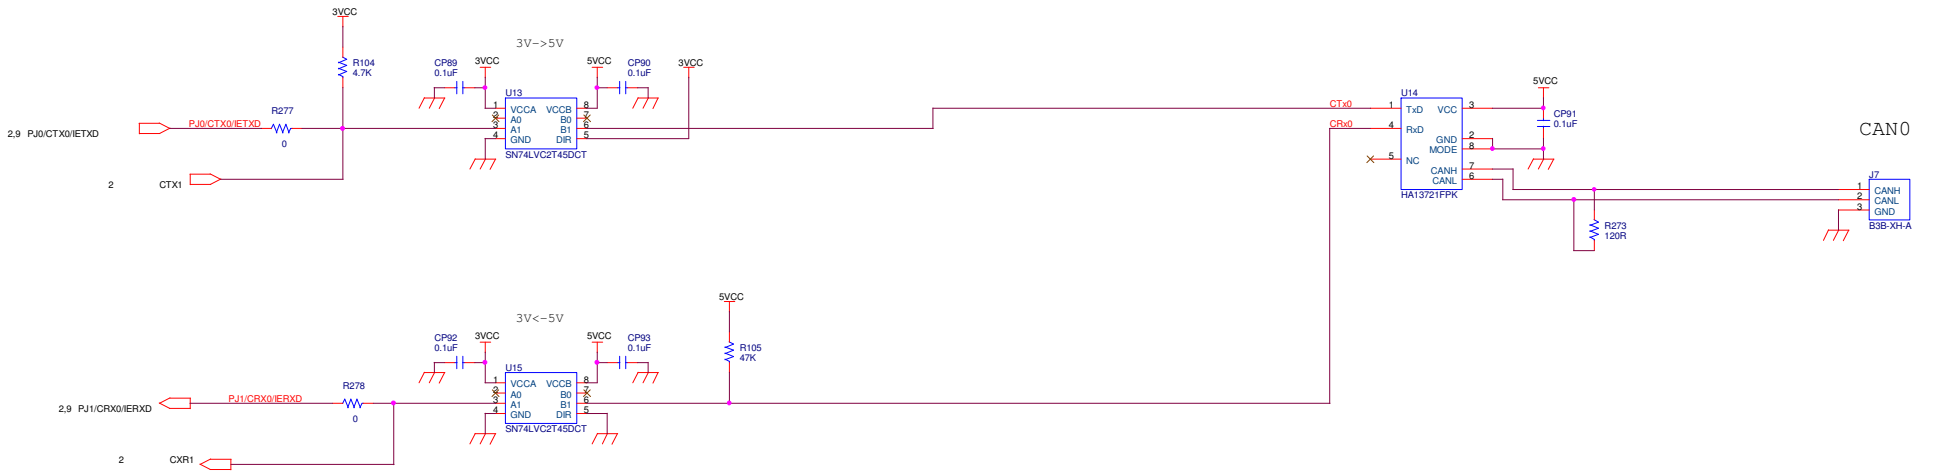 3VCC
R104
4.7K
3V->5V
CP89
0.1uF
3VCC
5VCC
CP90
0.1uF
3VCC
U13
1 VCCA VCCB 8
2 A0 B0 7
3 A1 B1 6
4 GND DIR 5
SN74LVC2T45DCT
R277
0
2,9 PJ0/CTX0/IETXD
PJ0/CTX0/IETXD
2 CTX1
CTx0
CRx0
U14
1 TxD VCC 3
4 RxD
GND 2
MODE 8
5 NC
CANH 7
CANL 6
HA13721FPK
5VCC
CP91
0.1uF
CAN0
J7
1 CANH
2 CANL
3 GND
B3B-XH-A
R273
120R
5VCC
R105
47K
3V<-5V
CP92
0.1uF
3VCC
5VCC
CP93
0.1uF
U15
1 VCCA VCCB 8
2 A0 B0 7
3 A1 B1 6
4 GND DIR 5
SN74LVC2T45DCT
R278
0
2,9 PJ1/CRX0/IERXD
PJ1/CRX0/IERXD
2 CXR1